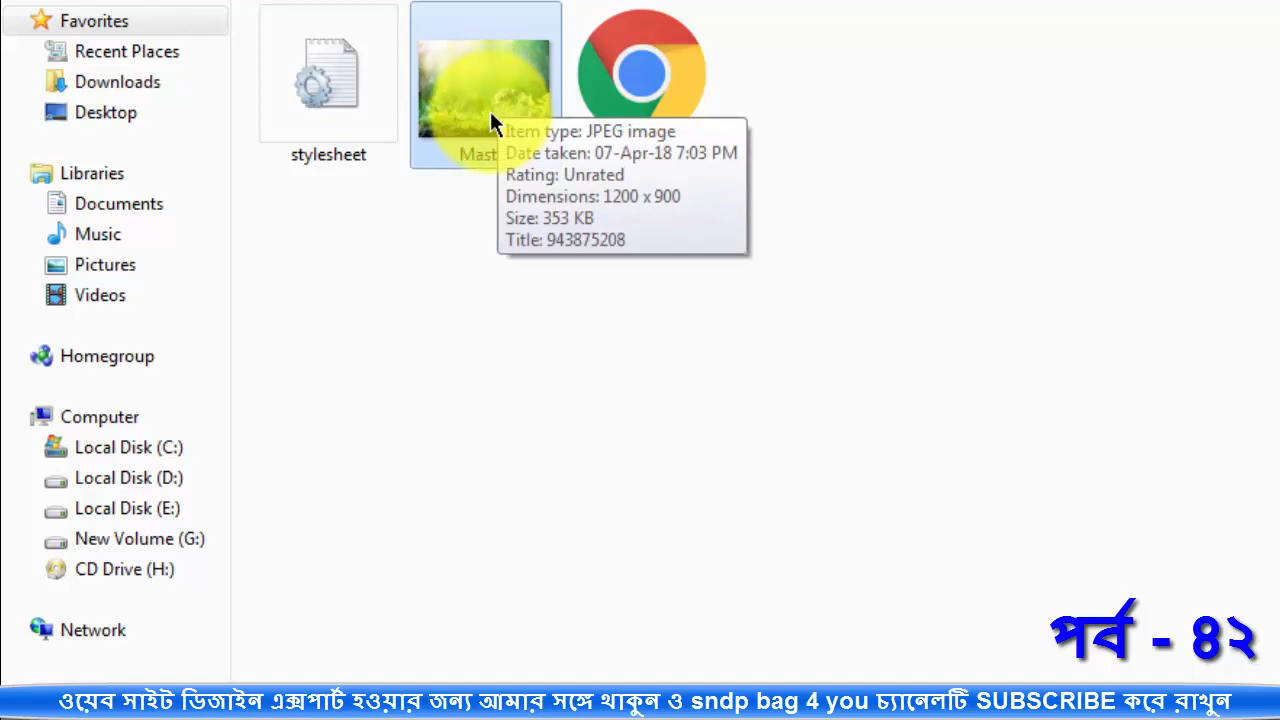 Favorites
Recent Places
Downloads
Desktop
Libraries
Documents
Music
Pictures
Videos
Homegroup
Computer
Local Disk (C:)
Local Disk (D:)
Local Disk (E:)
New Volume (G:)
CD Drive (H:)
Network
stylesheet
Mast
Item type: JPEG image
Date taken: 07-Apr-18 7:03 PM
Rating: Unrated
Dimensions: 1200 x 900
Size: 353 KB
Title: 943875208
পর্ব - ৪২
ওয়েব সাইট ডিজাইন এক্সপার্ট হওয়ার জন্য আমার সঙ্গে থাকুন ও sndp bag 4 you চ্যানেলটি SUBSCRIBE করে রাখুন